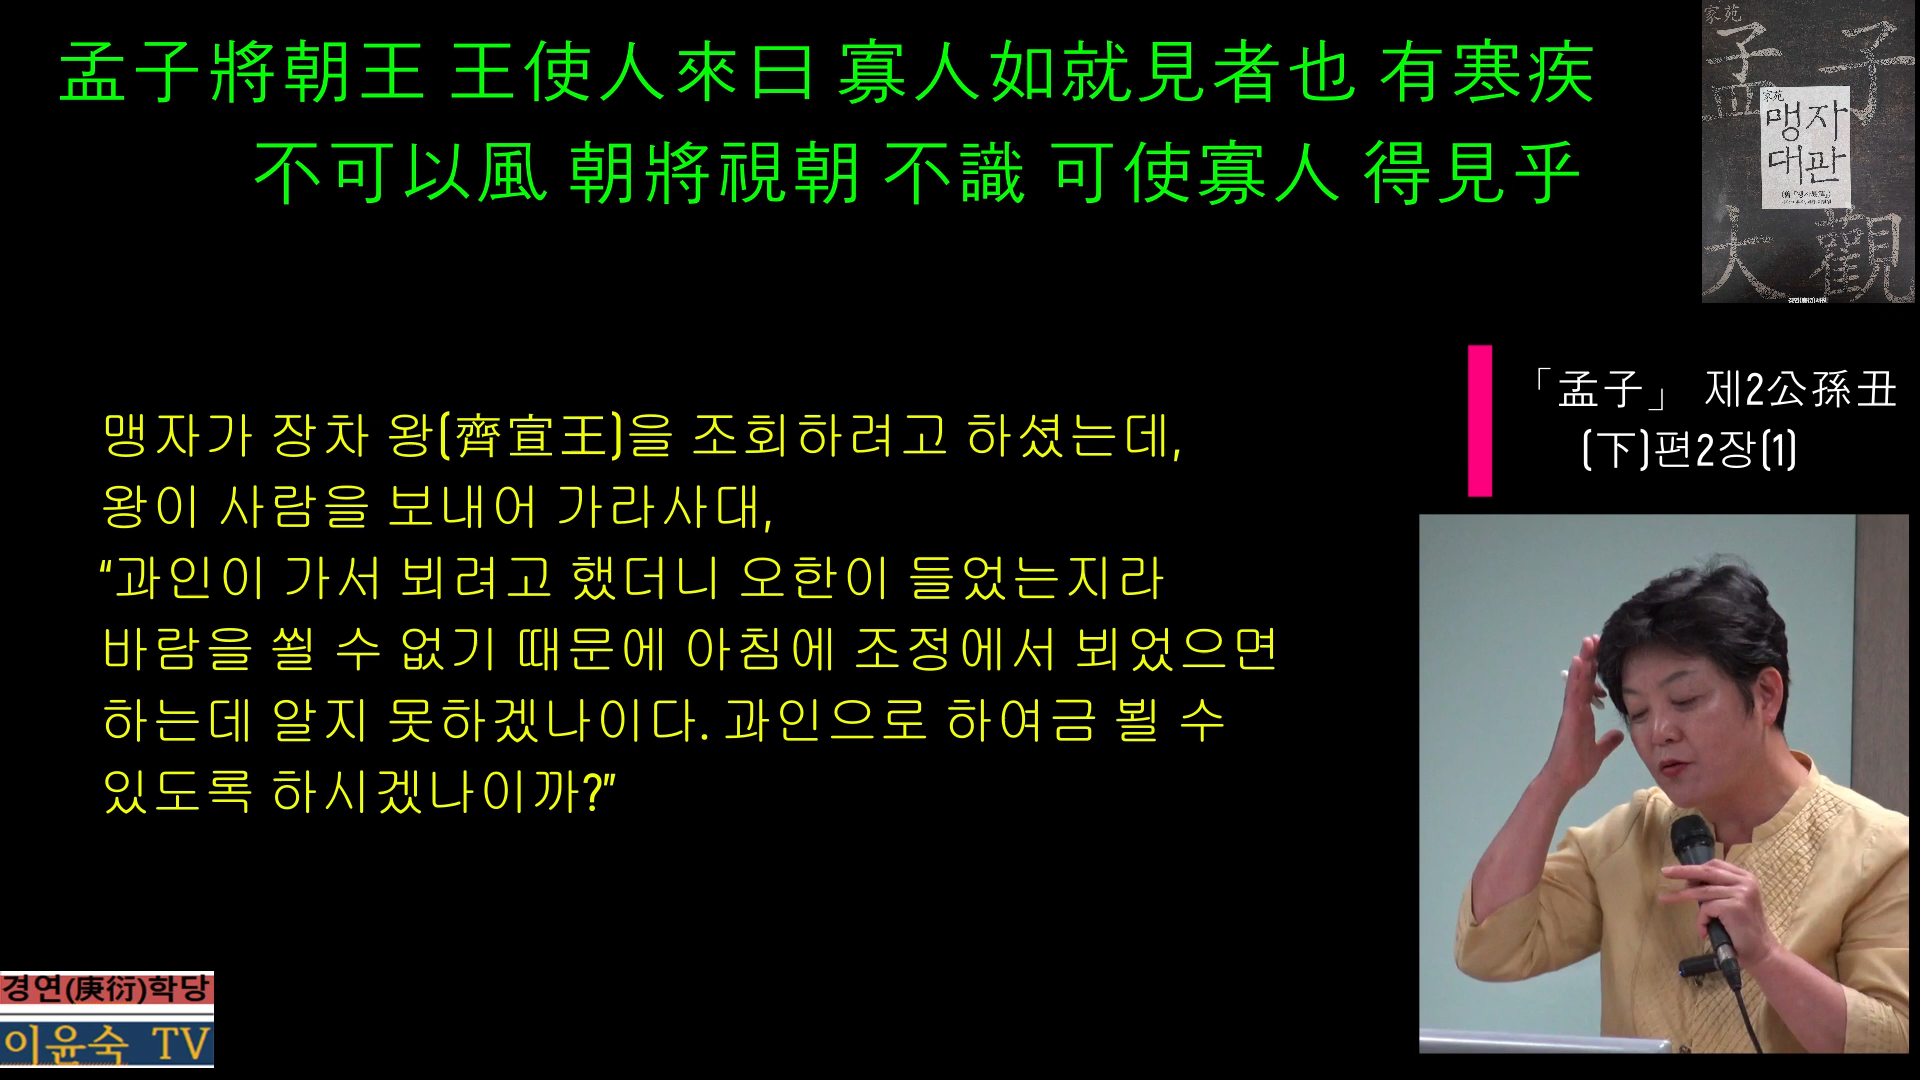 孟子將朝王 王使人來曰 寡人如就見者也 有寒疾
不可以風 朝將視朝 不識 可使寡人 得見乎
家苑
孟子
大觀
家苑
맹자
대관
「孟子」 제2公孫丑
(下)편2장(1)
맹자가 장차 왕(齊宣王)을 조회하려고 하셨는데,
왕이 사람을 보내어 가라사대,
“과인이 가서 뵈려고 했더니 오한이 들었는지라
바람을 쐴 수 없기 때문에 아침에 조정에서 뵈었으면
하는데 알지 못하겠나이다. 과인으로 하여금 뵐 수
있도록 하시겠나이까?”
경연(庚衍)학당
이윤숙 TV